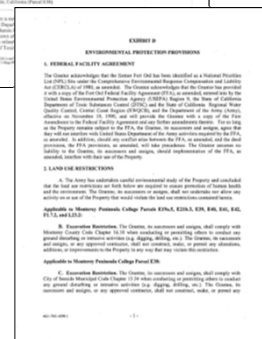 EXHIBIT D
ENVIRONMENTAL PROTECTION PROVISIONS
1. FEDERAL FACILITY AGREEMENT
The Grantee acknowledges that the former Fort Ord has been identified as a National Priorities
List (NPL) Site under the Comprehensive Environmental Response Compensation and Liability
Act (CERCLA) of 1980, as amended. The Grantee acknowledges that the Grantor has provided
it with a copy of the Fort Ord Federal Facility Agreement (FFA), as amended, entered into by the
United States Environmental Protection Agency (USEPA) Region 9, the State of California
Department of Toxic Substance Control (DTSC) and the State of California Regional Water
Quality Control, Central Coast Region (RWQCB), and the Department of the Army (Army),
effective on November 19, 1990, and will provide the Grantee with a copy of the First
Amendment to the Federal Facility Agreement and any further amendments thereto. For so long
as the Property remains subject to the FFA, the Grantee, its successors and assigns, agree that
they will not interfere with United States Department of the Army activities required by the FFA,
as amended. In addition, should any conflict arise between the FFA, as amended, and the deed
provisions, the FFA provisions, as amended, will take precedence. The Grantor assumes no
liability to the Grantee, its successors and assigns, should implementation of the FFA, as
amended, interfere with their use of the Property.
2. LAND USE RESTRICTIONS
A. The Army has undertaken careful environmental study of the Property and concluded
that the land use restrictions set forth below are required to ensure protection of human health
and the environment. The Grantee, its successors or assigns, shall not undertake nor allow any
activity on or use of the Property that would violate the land use restrictions contained herein.
Applicable to Monterey Peninsula College Parcels
B. Excavation Restriction. The Grantee, its successors and assigns, shall comply with
Monterey County Code Chapter 16.10 when conducting or permitting others to conduct any
ground disturbing or intrusive activities (e.g. digging, drilling, etc.). The Grantee, its successors
and assigns, or any approved contractor, shall not construct, make, or permit any alterations,
additions, or improvements to the Property in any way that may violate this restriction.
Applicable to Monterey Peninsula College Parcel
C. Excavation Restriction. The Grantee, its successors and assigns, shall comply with
City of Seaside Municipal Code Chapter 15.34 when conducting or permitting others to conduct
any ground disturbing or intrusive activities (e.g. digging, drilling, etc.). The Grantee, its
successors and assigns, or any approved contractor, shall not construct, make, or permit any